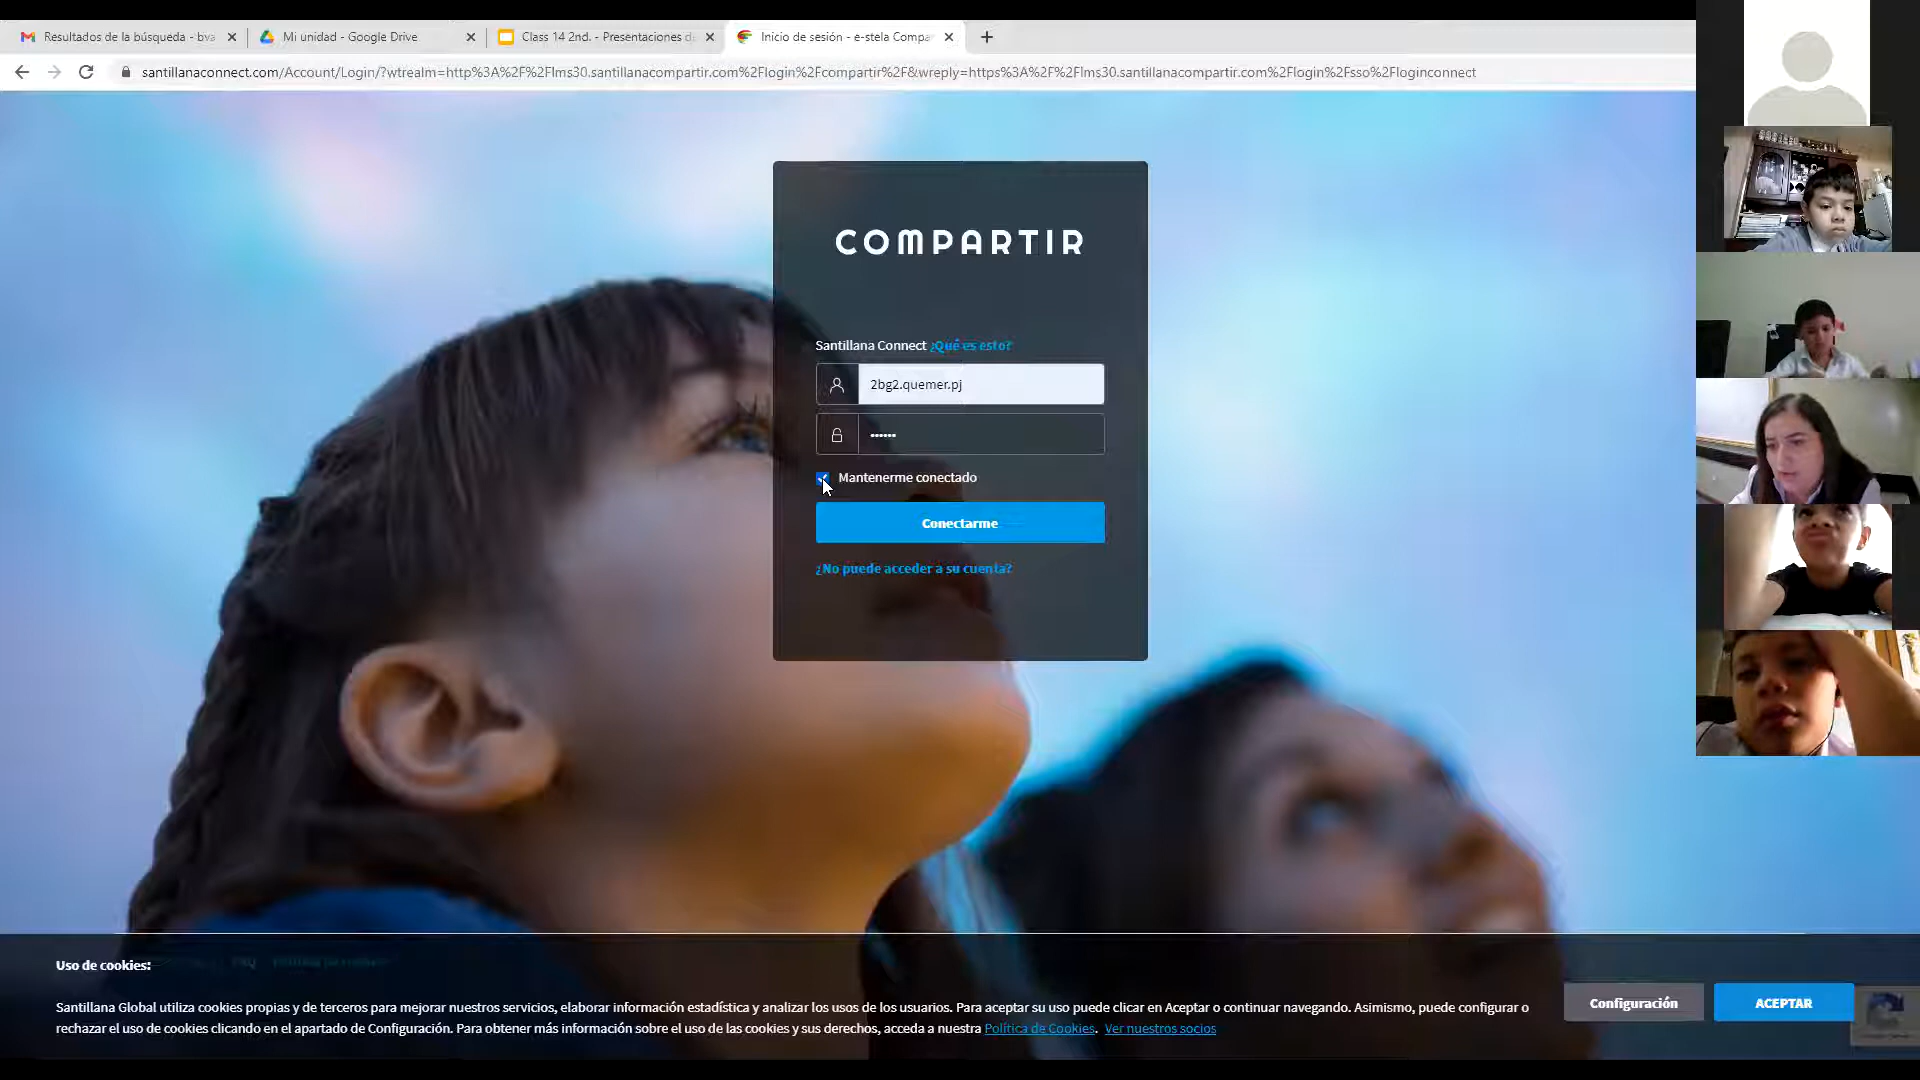 Resultados de la búsqueda - bva
Mi unidad - Google Drive
Class 14 2nd. - Presentaciones de
Inicio de sesión - e-stela Compar
santillanaconnect.com/Account/Login/?wtrealm=http%3A%2F%2Flms30.santillanacompartir.com%2Flogin%2Fcompartir%2F&wreply=https%3A%2F%2Flms30.santillanacompartir.com%2Flogin%2Fsso%2Floginconnect
COMPARTIR
Santillana Connect ¿Qué es esto?
2bg2.quemer.pj
••••••
Mantenerme conectado
Conectarme
¿No puede acceder a su cuenta?
Uso de cookies:
Santillana Global utiliza cookies propias y de terceros para mejorar nuestros servicios, elaborar información estadística y analizar los usos de los usuarios. Para aceptar su uso puede clicar en Aceptar o continuar navegando. Asimismo, puede configurar o
rechazar el uso de cookies clicando en el apartado de Configuración. Para obtener más información sobre el uso de las cookies y sus derechos, acceda a nuestra Política de Cookies. Ver nuestros socios
Configuración
ACEPTAR